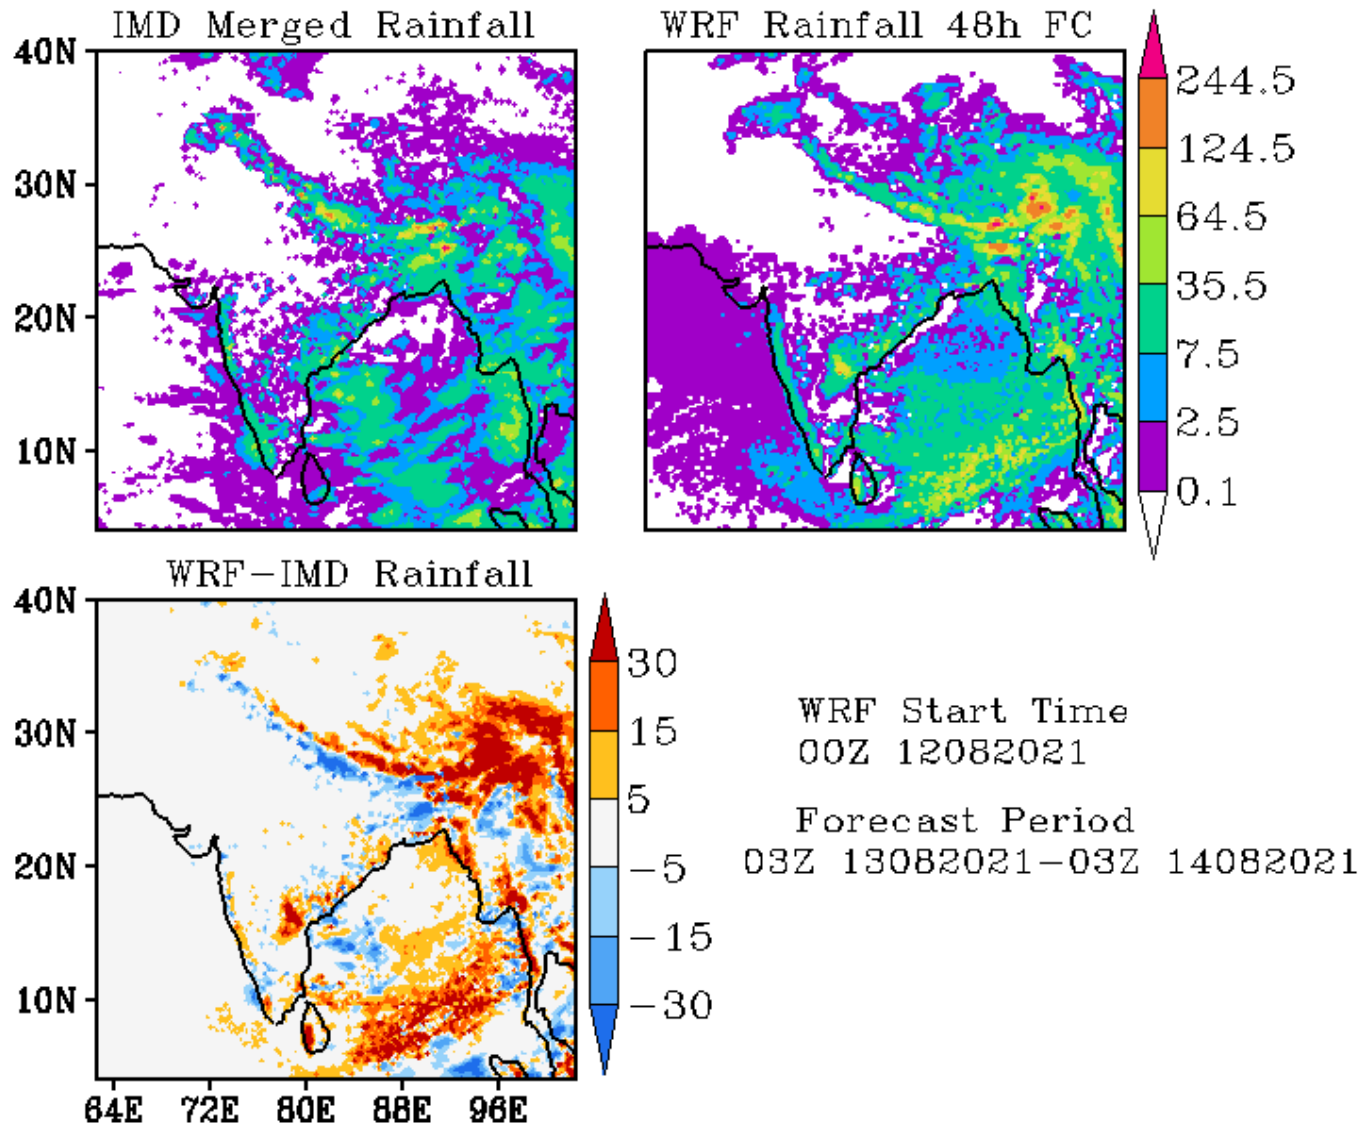 IMD Merged Rainfall
WRF Rainfall 48h FC
40N
30N
20N
10N
244.5
124.5
64.5
35.5
7.5
2.5
0.1
WRF-IMD Rainfall
40N
30N
20N
10N
64E 72E 80E 88E 96E
30
15
5
-5
-15
-30
WRF Start Time
00Z 12082021
Forecast Period
03Z 13082021-03Z 14082021